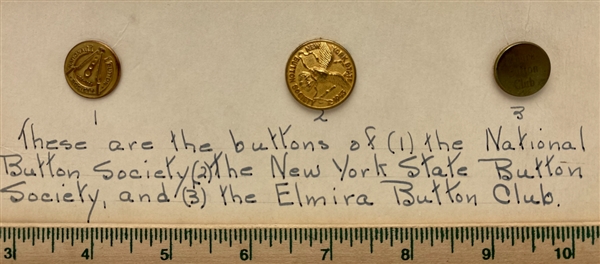 1 2 3
These are the buttons of (1) the National
Button Society, (2) the New York State Button
Society, and (3) the Elmira Button Club.
3 4 5 6 7 8 9 10